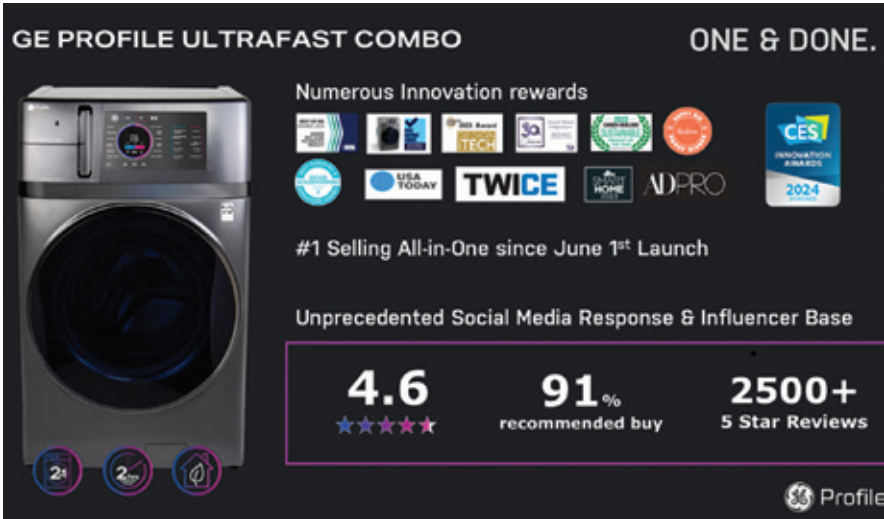 GE PROFILE ULTRAFAST COMBO
ONE & DONE.
Numerous Innovation rewards
TECH
SUSTAINABLE
USA
TODAY
TWICE
SMART
HOME
ADPRO
CES
INNOVATION
AWARDS
2024
#1 Selling All-in-One since June 1st Launch
Unprecedented Social Media Response & Influencer Base
4.6
91%
recommended buy
2500+
5 Star Reviews
GE Profile